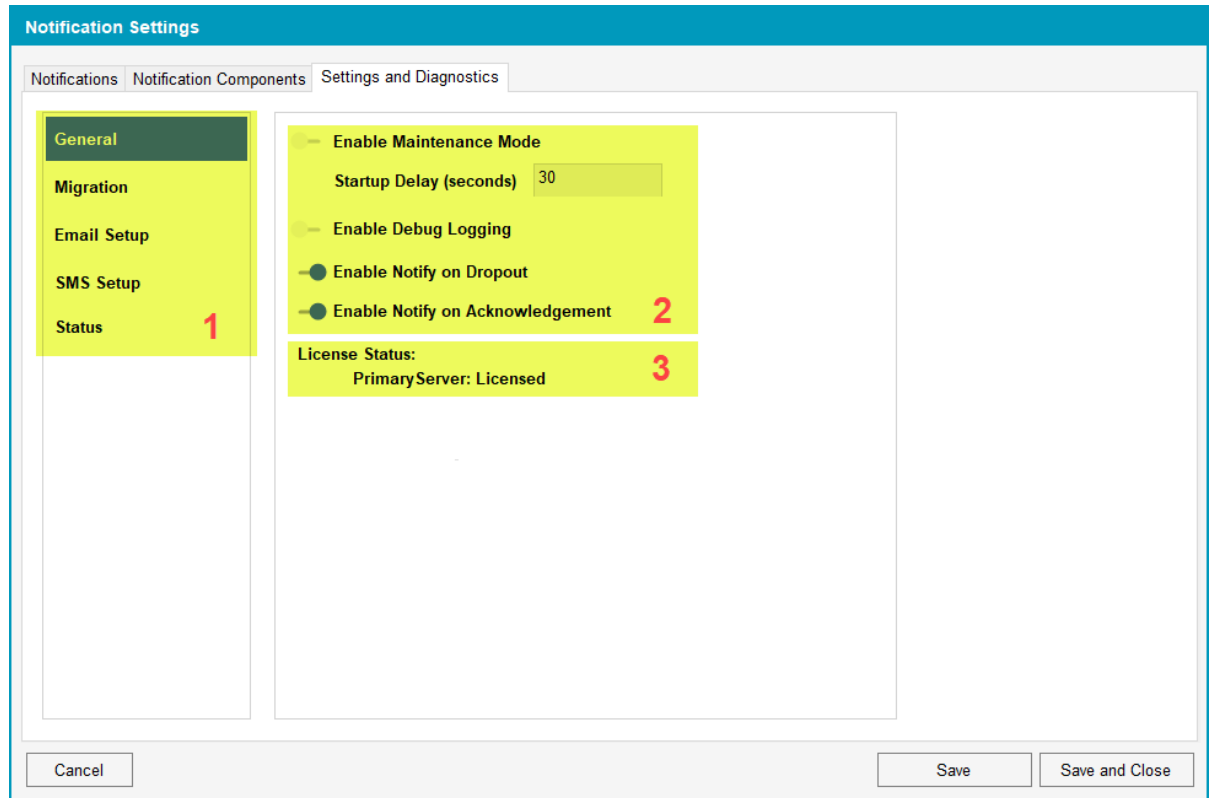 Notification Settings
Notifications Notification Components Settings and Diagnostics
General
Migration
Email Setup
SMS Setup
Status
1
Enable Maintenance Mode
Startup Delay (seconds) 30
Enable Debug Logging
Enable Notify on Dropout
Enable Notify on Acknowledgement
2
License Status:
PrimaryServer: Licensed
3
Cancel Save Save and Close